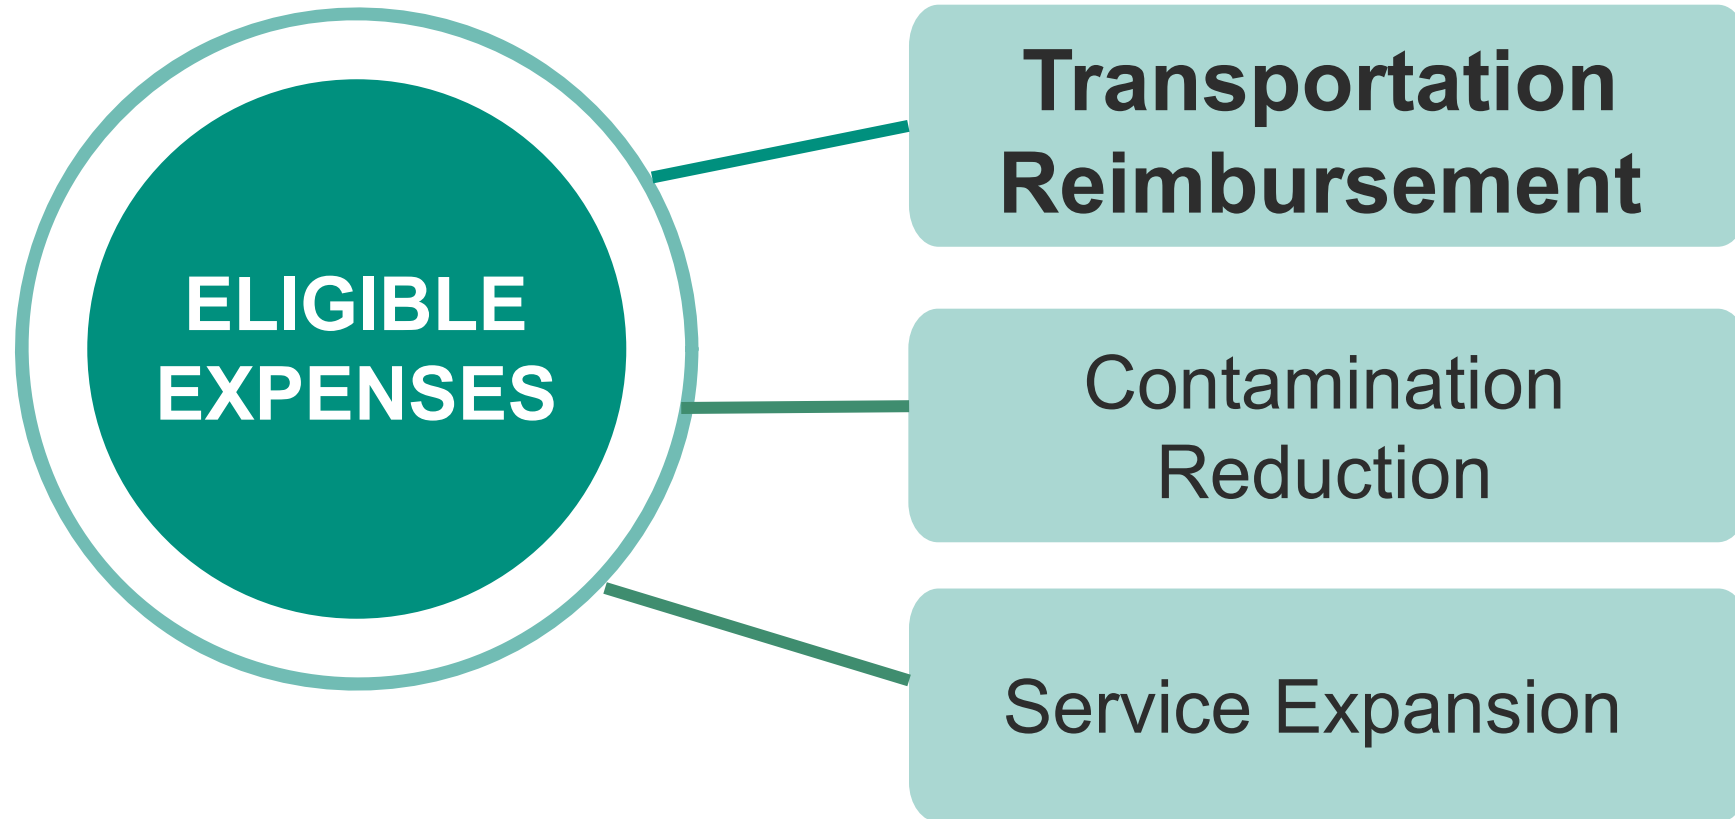 ELIGIBLE
EXPENSES
Transportation
Reimbursement
Contamination
Reduction
Service Expansion